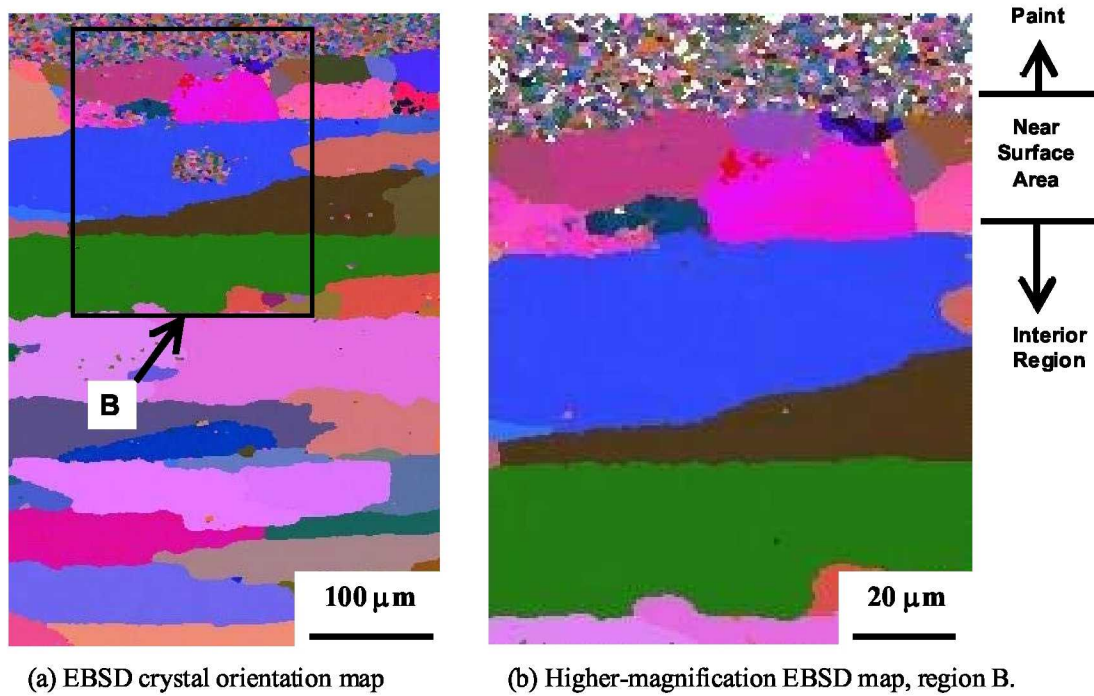 B
100 μm
20 μm
Paint
Near
Surface
Area
Interior
Region
(a) EBSD crystal orientation map
(b) Higher-magnification EBSD map, region B.